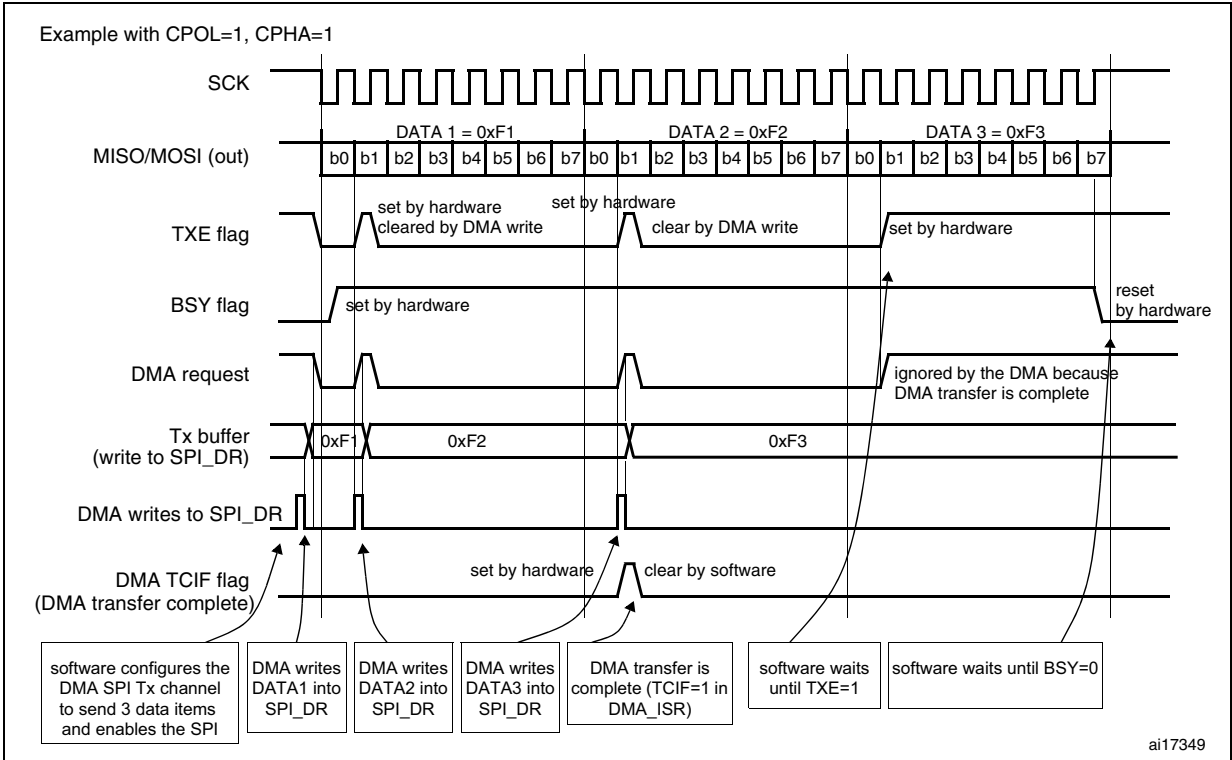 Example with CPOL=1, CPHA=1
SCK
DATA 1 = 0xF1
DATA 2 = 0xF2
DATA 3 = 0xF3
MISO/MOSI (out)
b0 b1 b2 b3 b4 b5 b6 b7 b0 b1 b2 b3 b4 b5 b6 b7 b0 b1 b2 b3 b4 b5 b6 b7
TXE flag
set by hardware
cleared by DMA write
set by hardware
clear by DMA write
set by hardware
BSY flag
set by hardware
reset
by hardware
DMA request
ignored by the DMA because
DMA transfer is complete
Tx buffer
(write to SPI_DR)
0xF1
0xF2
0xF3
DMA writes to SPI_DR
DMA TCIF flag
(DMA transfer complete)
set by hardware
clear by software
software configures the
DMA SPI Tx channel
to send 3 data items
and enables the SPI
DMA writes
DATA1 into
SPI_DR
DMA writes
DATA2 into
SPI_DR
DMA writes
DATA3 into
SPI_DR
DMA transfer is
complete (TCIF=1 in
DMA_ISR)
software waits
until TXE=1
software waits until BSY=0
ai17349